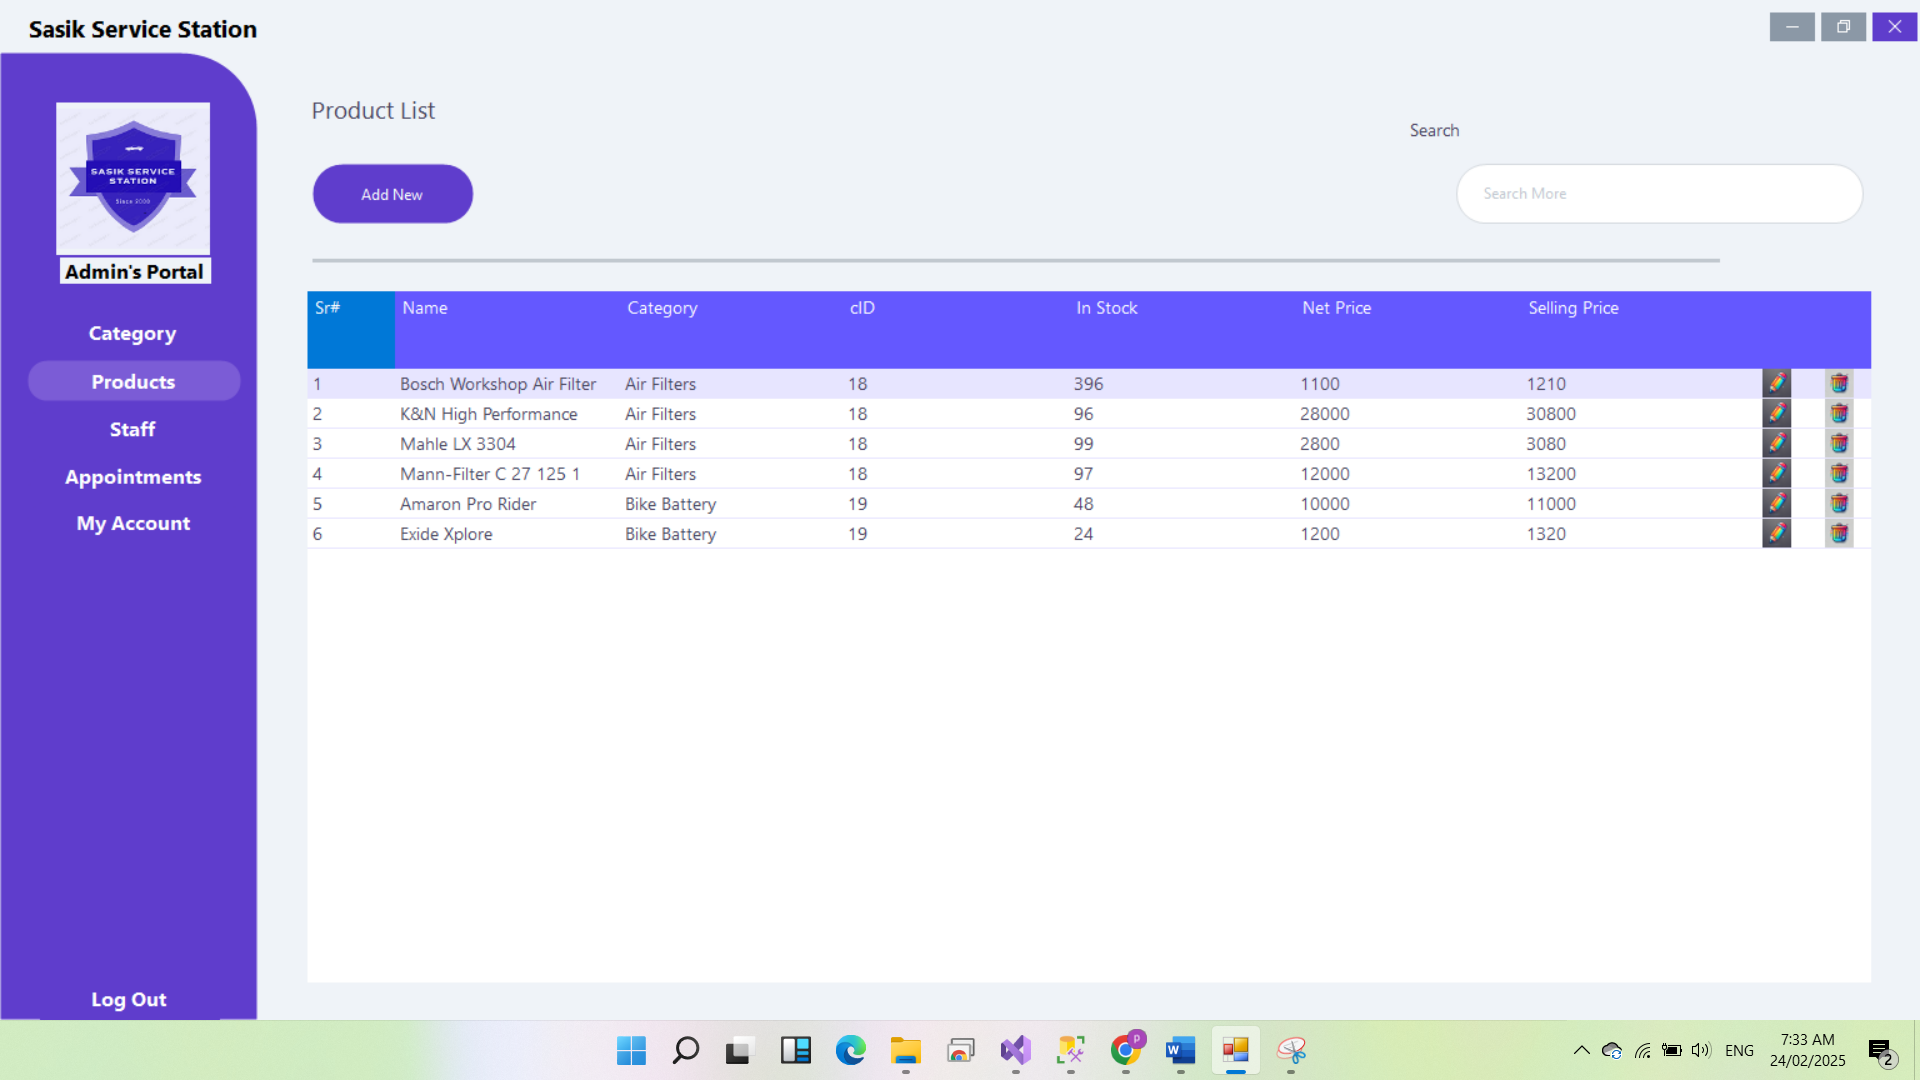 Sasik Service Station
SASIK SERVICE
STATION
Since 2009
Admin's Portal
Category
Products
Staff
Appointments
My Account
Log Out
Product List
Search
Add New
Search More
Sr# Name Category cID In Stock Net Price Selling Price
1 Bosch Workshop Air Filter Air Filters 18 396 1100 1210
2 K&N High Performance Air Filters 18 96 28000 30800
3 Mahle LX 3304 Air Filters 18 99 2800 3080
4 Mann-Filter C 27 125 1 Air Filters 18 97 12000 13200
5 Amaron Pro Rider Bike Battery 19 48 10000 11000
6 Exide Xplore Bike Battery 19 24 1200 1320
P
W
ENG
7:33 AM
24/02/2025
2